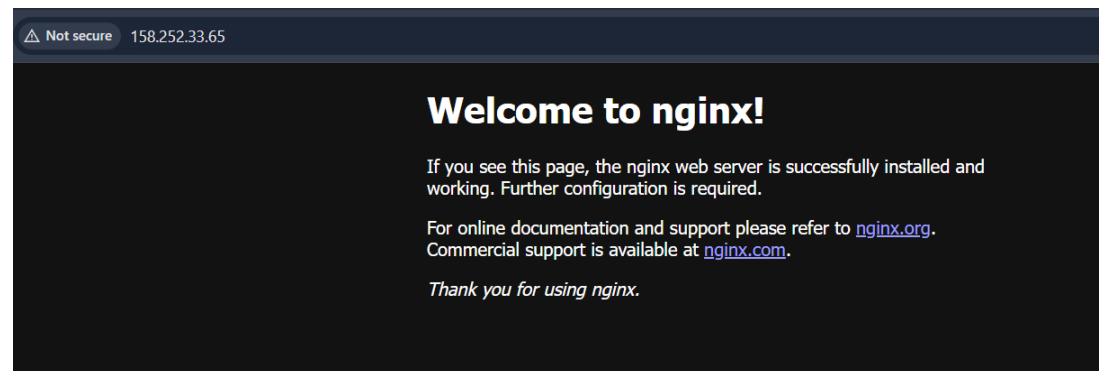 Not secure 158.252.33.65
Welcome to nginx!
If you see this page, the nginx web server is successfully installed and
working. Further configuration is required.
For online documentation and support please refer to nginx.org.
Commercial support is available at nginx.com.
Thank you for using nginx.